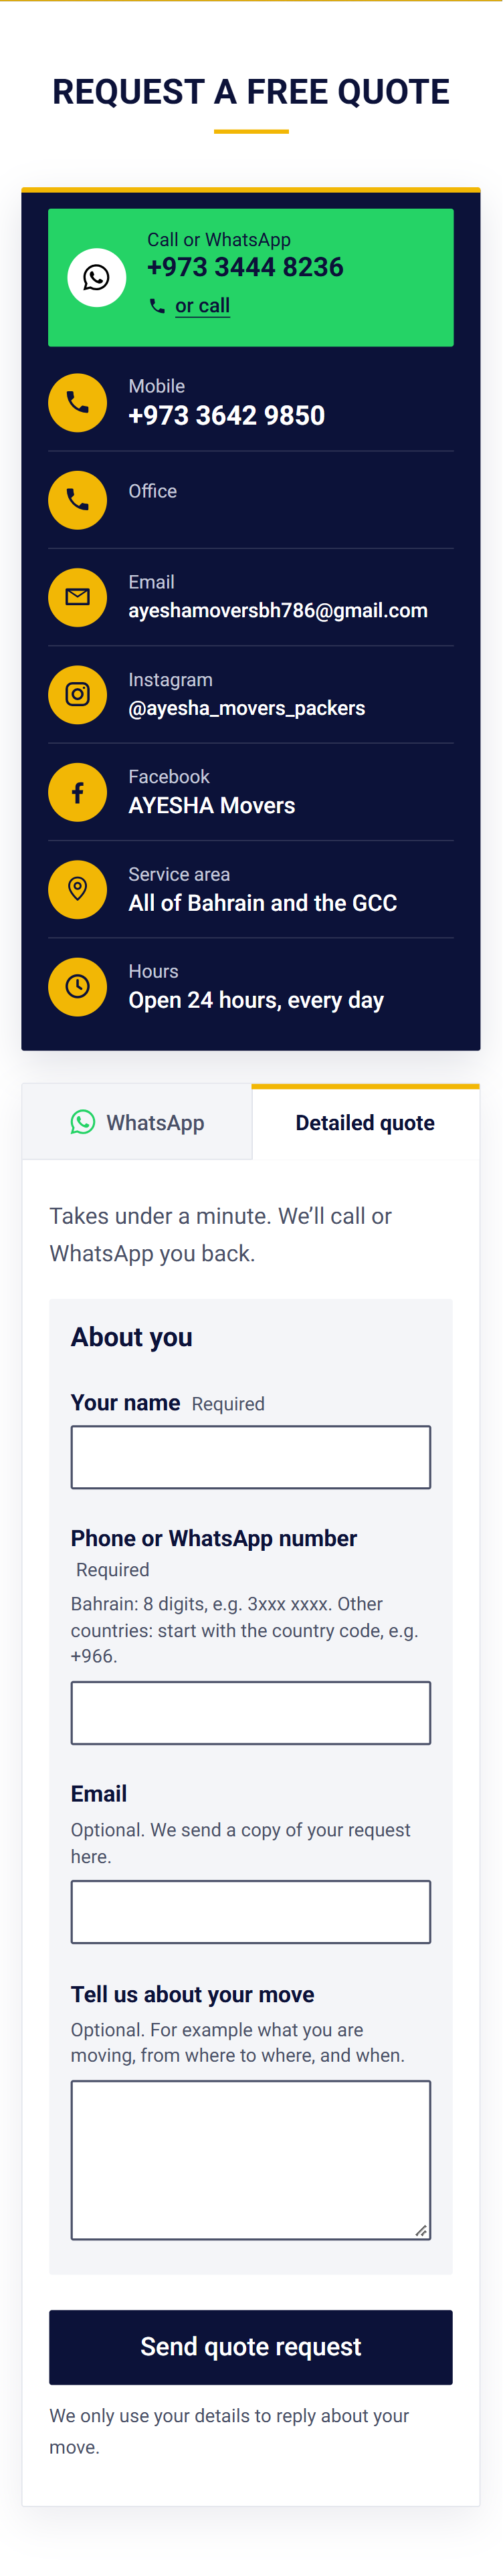 REQUEST A FREE QUOTE
Call or WhatsApp
+973 3444 8236
or call
Mobile
+973 3642 9850
Office
Email
ayeshamoversbh786@gmail.com
Instagram
@ayesha_movers_packers
Facebook
AYESHA Movers
Service area
All of Bahrain and the GCC
Hours
Open 24 hours, every day
WhatsApp
Detailed quote
Takes under a minute. We’ll call or
WhatsApp you back.
About you
Your name Required
Phone or WhatsApp number
Required
Bahrain: 8 digits, e.g. 3xxx xxxx. Other
countries: start with the country code, e.g.
+966.
Email
Optional. We send a copy of your request
here.
Tell us about your move
Optional. For example what you are
moving, from where to where, and when.
Send quote request
We only use your details to reply about your
move.